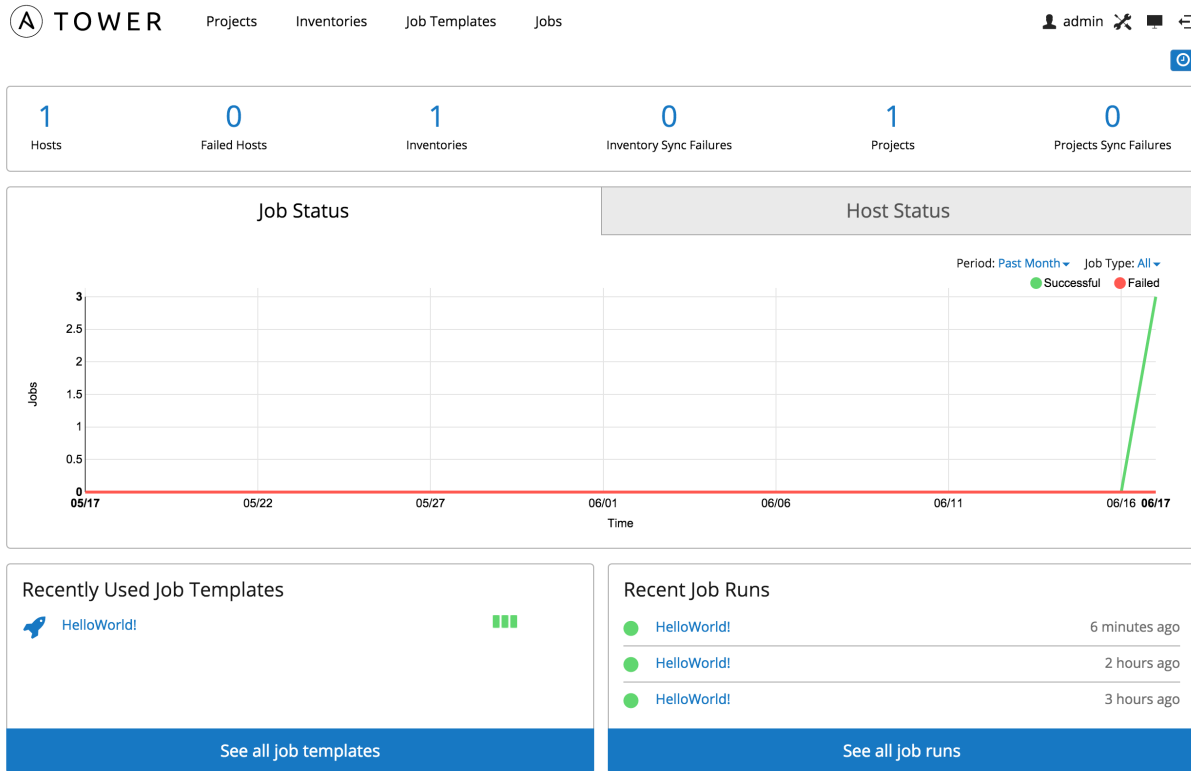 TOWER Projects Inventories Job Templates Jobs admin
1 0 1 0 1 0
Hosts Failed Hosts Inventories Inventory Sync Failures Projects Projects Sync Failures
Job Status Host Status
Period: Past Month Job Type: All
Successful Failed
3
2.5
2
1.5
1
0.5
0
Jobs
05/17 05/22 05/27 06/01 06/06 06/11 06/16 06/17
Time
Recently Used Job Templates
HelloWorld!
See all job templates
Recent Job Runs
HelloWorld! 6 minutes ago
HelloWorld! 2 hours ago
HelloWorld! 3 hours ago
See all job runs